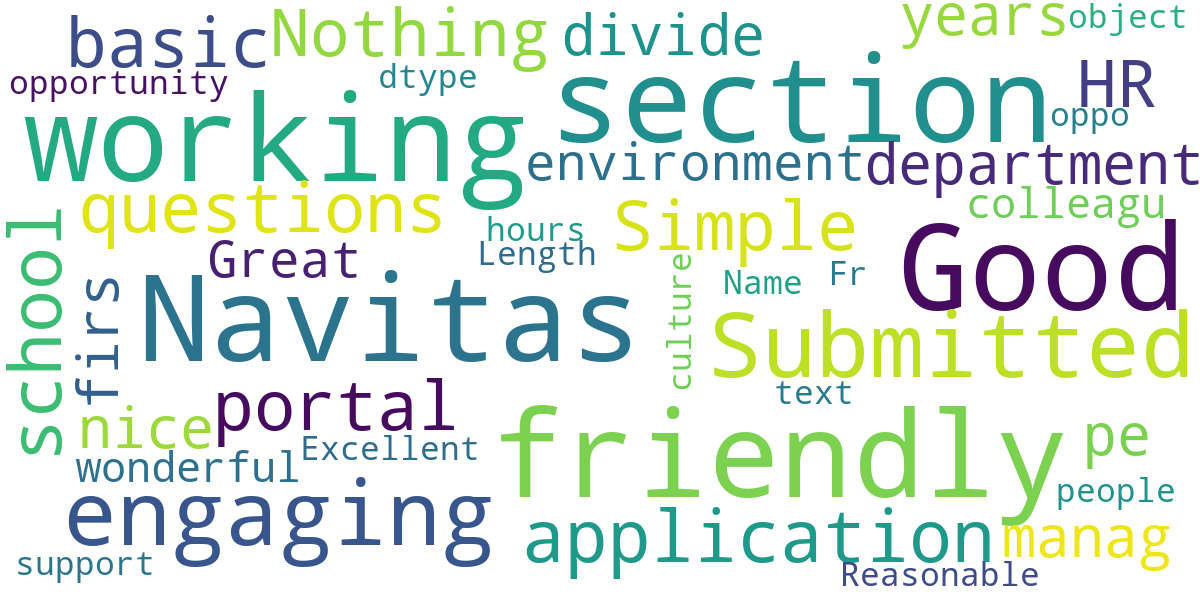 basic
Nothing
divide
years
object
opportunity
dtype
section
HR
working
oppo
environment
department
questions
school
hours
Simple
colleagu
Great
Length
Good
firs
Navitas
culture
Name
Fr
Submitted
nice
portal
text
wonderful
Excellent
friendly
pe
engaging
people
support
application
manag
Reasonable